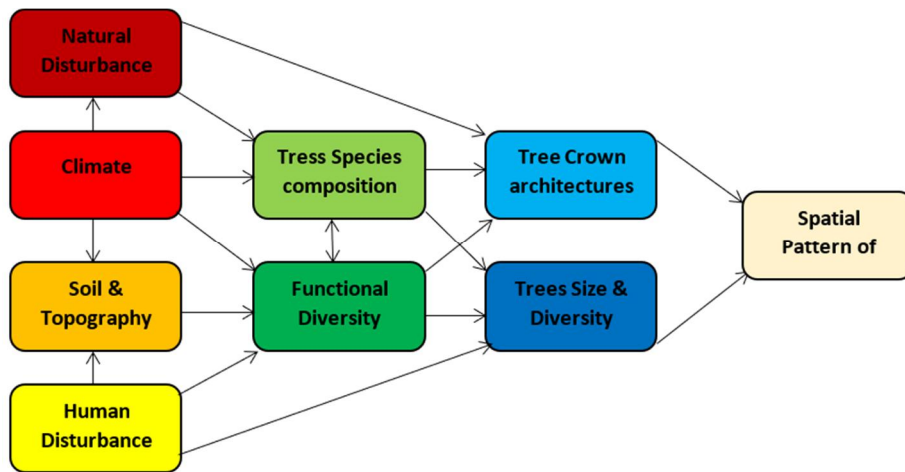 Natural
Disturbance
Climate
Tress Species
composition
Tree Crown
architectures
Spatial
Pattern of
Soil &
Topography
Functional
Diversity
Trees Size &
Diversity
Human
Disturbance